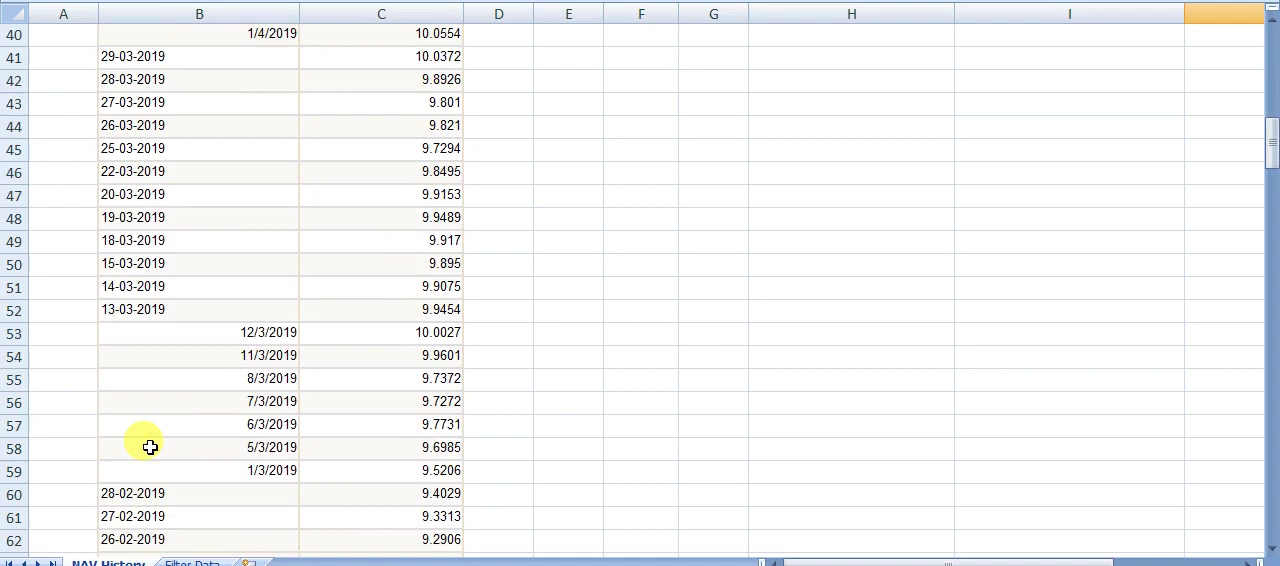 A B C D E F G H I
40 1/4/2019 10.0554
41 29-03-2019 10.0372
42 28-03-2019 9.8926
43 27-03-2019 9.801
44 26-03-2019 9.821
45 25-03-2019 9.7294
46 22-03-2019 9.8495
47 20-03-2019 9.9153
48 19-03-2019 9.9489
49 18-03-2019 9.917
50 15-03-2019 9.895
51 14-03-2019 9.9075
52 13-03-2019 9.9454
53 12/3/2019 10.0027
54 11/3/2019 9.9601
55 8/3/2019 9.7372
56 7/3/2019 9.7272
57 6/3/2019 9.7731
58 5/3/2019 9.6985
59 1/3/2019 9.5206
60 28-02-2019 9.4029
61 27-02-2019 9.3313
62 26-02-2019 9.2906
NAV History Filter Data